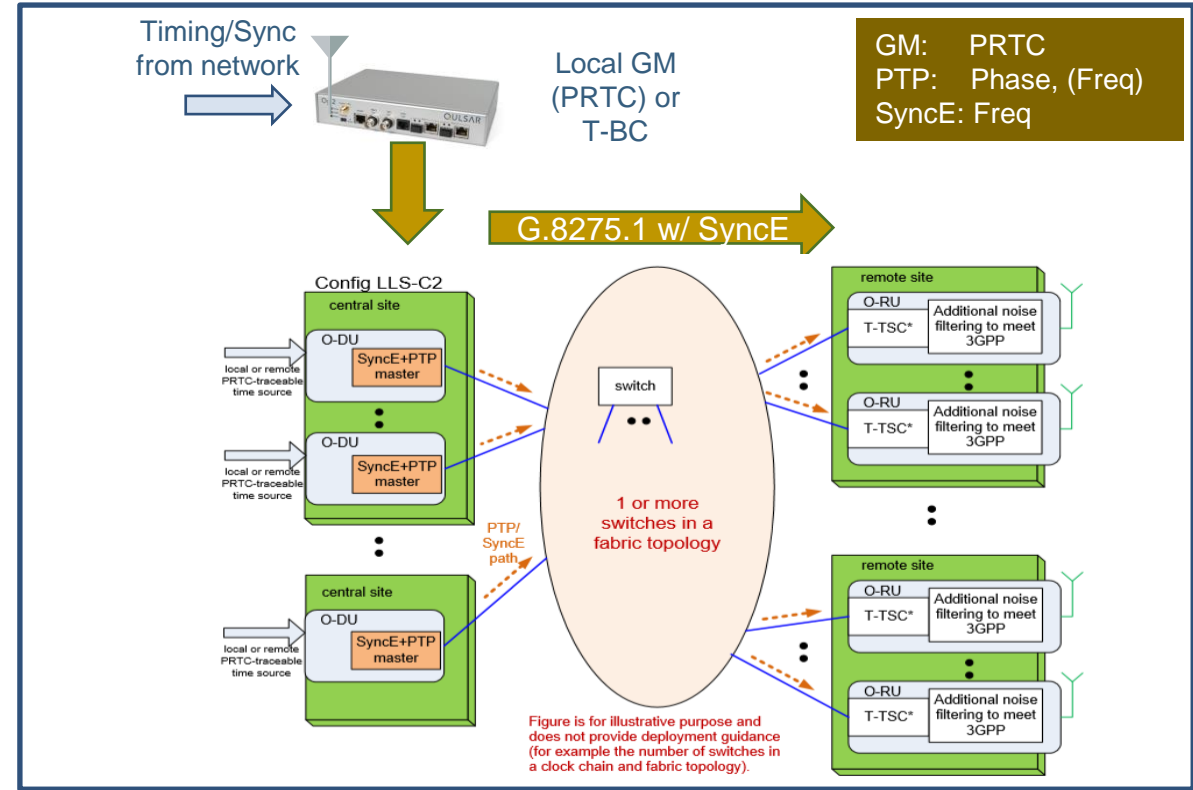 Timing/Sync
from network
Local GM
(PRTC) or
T-BC
GM: PRTC
PTP: Phase, (Freq)
SyncE: Freq
QULSAR
G.8275.1 w/ SyncE
Config LLS-C2
central site
O-DU
SyncE+PTP
master
local or remote
PRTC-traceable
time source
O-DU
SyncE+PTP
master
local or remote
PRTC-traceable
time source
central site
O-DU
SyncE+PTP
master
local or remote
PRTC-traceable
time source
PTP/
SyncE
path
switch
1 or more
switches in a
fabric topology
Figure is for illustrative purpose and
does not provide deployment guidance
(for example the number of switches in
a clock chain and fabric topology).
remote site
O-RU
T-TSC*
Additional noise
filtering to meet
3GPP
O-RU
T-TSC*
Additional noise
filtering to meet
3GPP
remote site
O-RU
T-TSC*
Additional noise
filtering to meet
3GPP
O-RU
T-TSC*
Additional noise
filtering to meet
3GPP